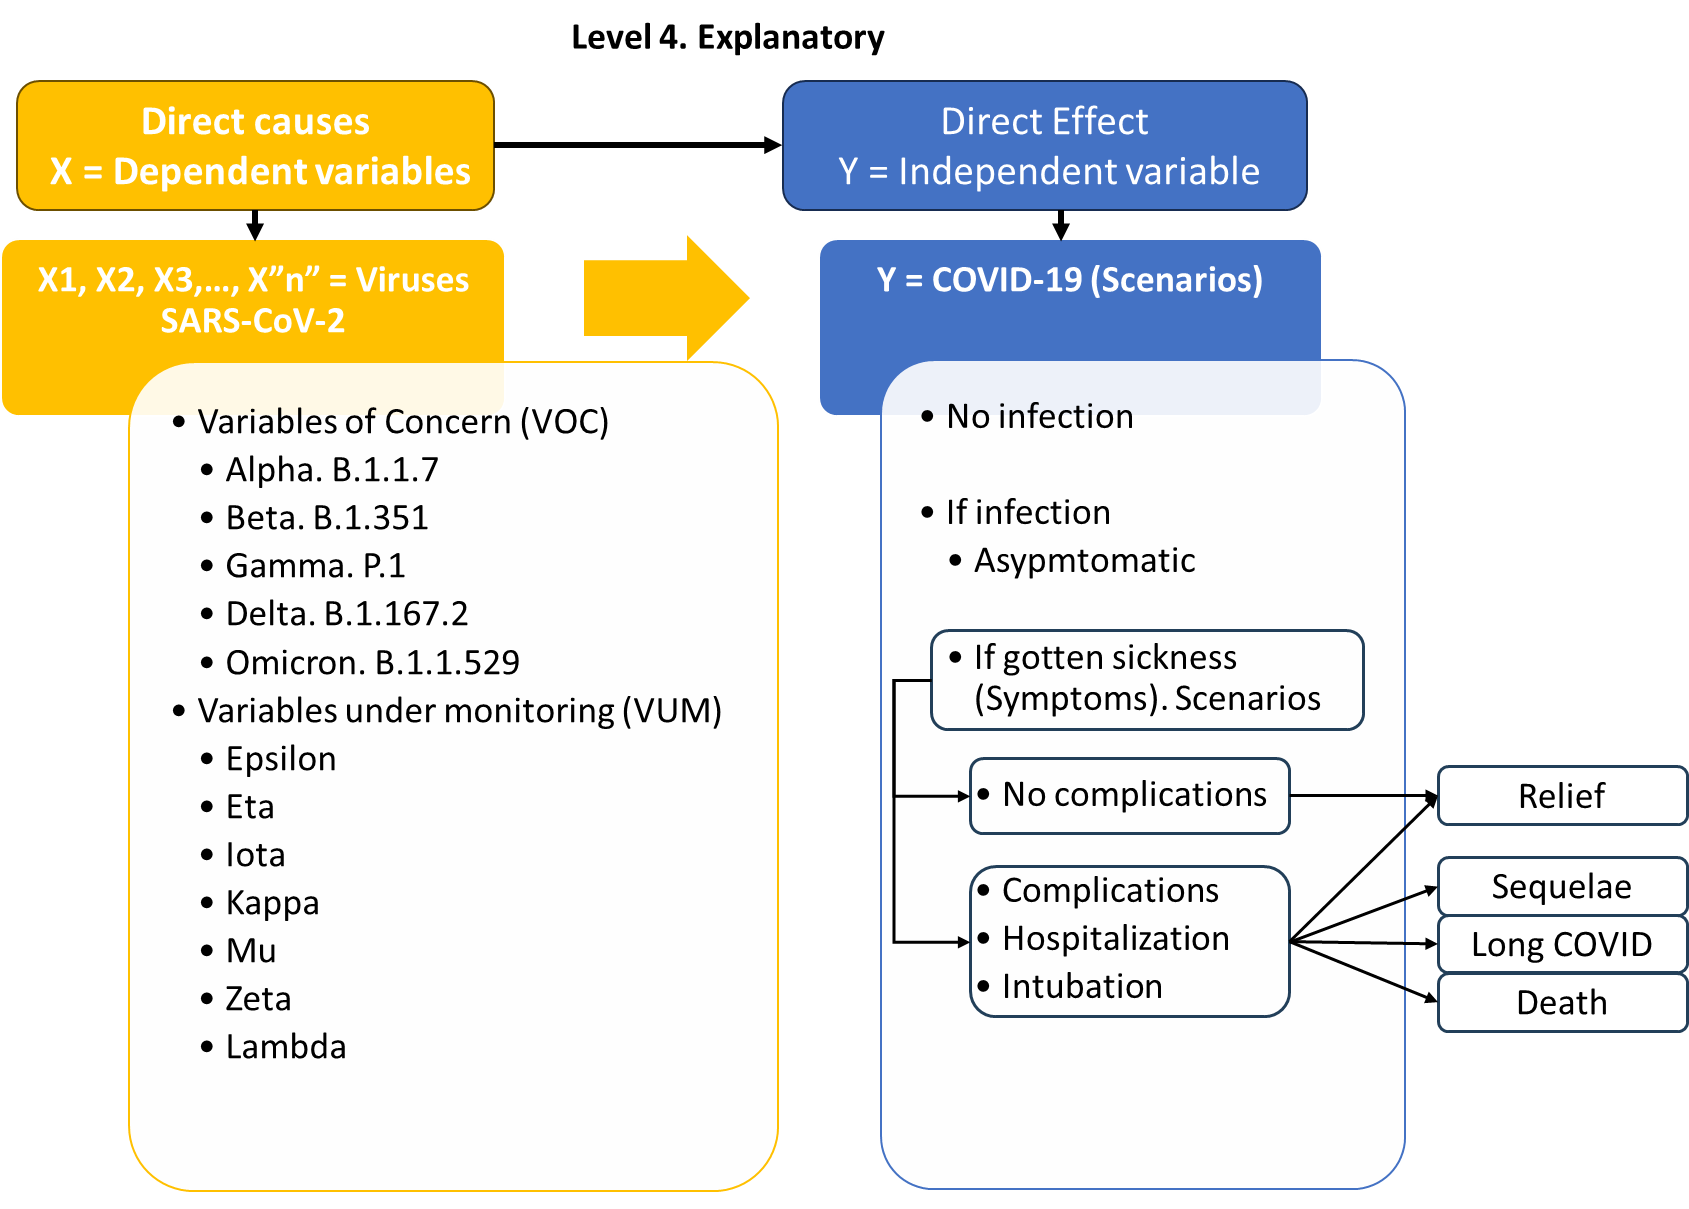 Level 4. Explanatory
Direct causes
X = Dependent variables
Direct Effect
Y = Independent variable
X1, X2, X3,..., X”n” = Viruses
SARS-CoV-2
Y = COVID-19 (Scenarios)
• Variables of Concern (VOC)
• Alpha. B.1.1.7
• Beta. B.1.351
• Gamma. P.1
• Delta. B.1.167.2
• Omicron. B.1.1.529
• Variables under monitoring (VUM)
• Epsilon
• Eta
• Iota
• Kappa
• Mu
• Zeta
• Lambda
• No infection
• If infection
• Asypmtomatic
• If gotten sickness
(Symptoms). Scenarios
• No complications
• Complications
• Hospitalization
• Intubation
Relief
Sequelae
Long COVID
Death